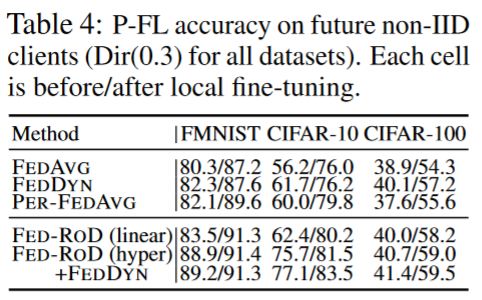 Table 4: P-FL accuracy on future non-IID
clients (Dir(0.3) for all datasets). Each cell
is before/after local fine-tuning.
Method |FMNIST CIFAR-10 CIFAR-100
FEDAVG |80.3/87.2 56.2/76.0 38.9/54.3
FEDDYN |82.3/87.6 61.7/76.2 40.1/57.2
PER-FEDAVG |82.1/89.6 60.0/79.8 37.6/55.6
FED-ROD (linear)|83.5/91.3 62.4/80.2 40.0/58.2
FED-ROD (hyper)|88.9/91.4 75.7/81.5 40.7/59.0
+FEDDYN |89.2/91.3 77.1/83.5 41.4/59.5